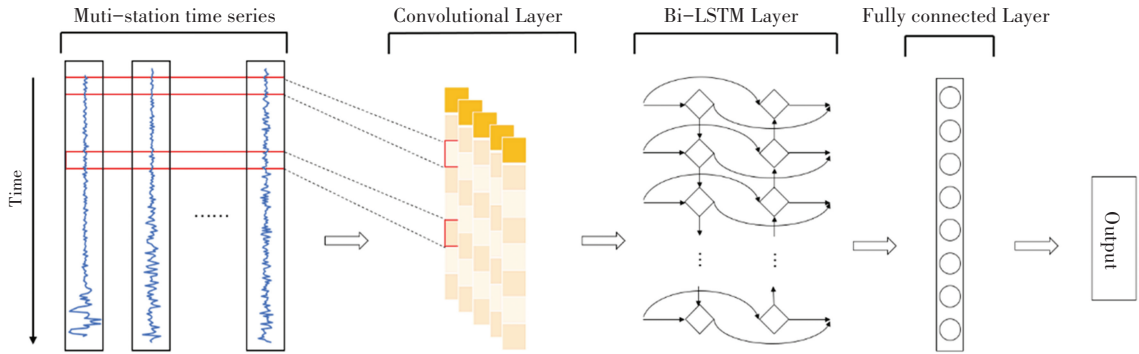 Muti-station time series
Convolutional Layer
Bi-LSTM Layer
Fully connected Layer
Time
......
Output